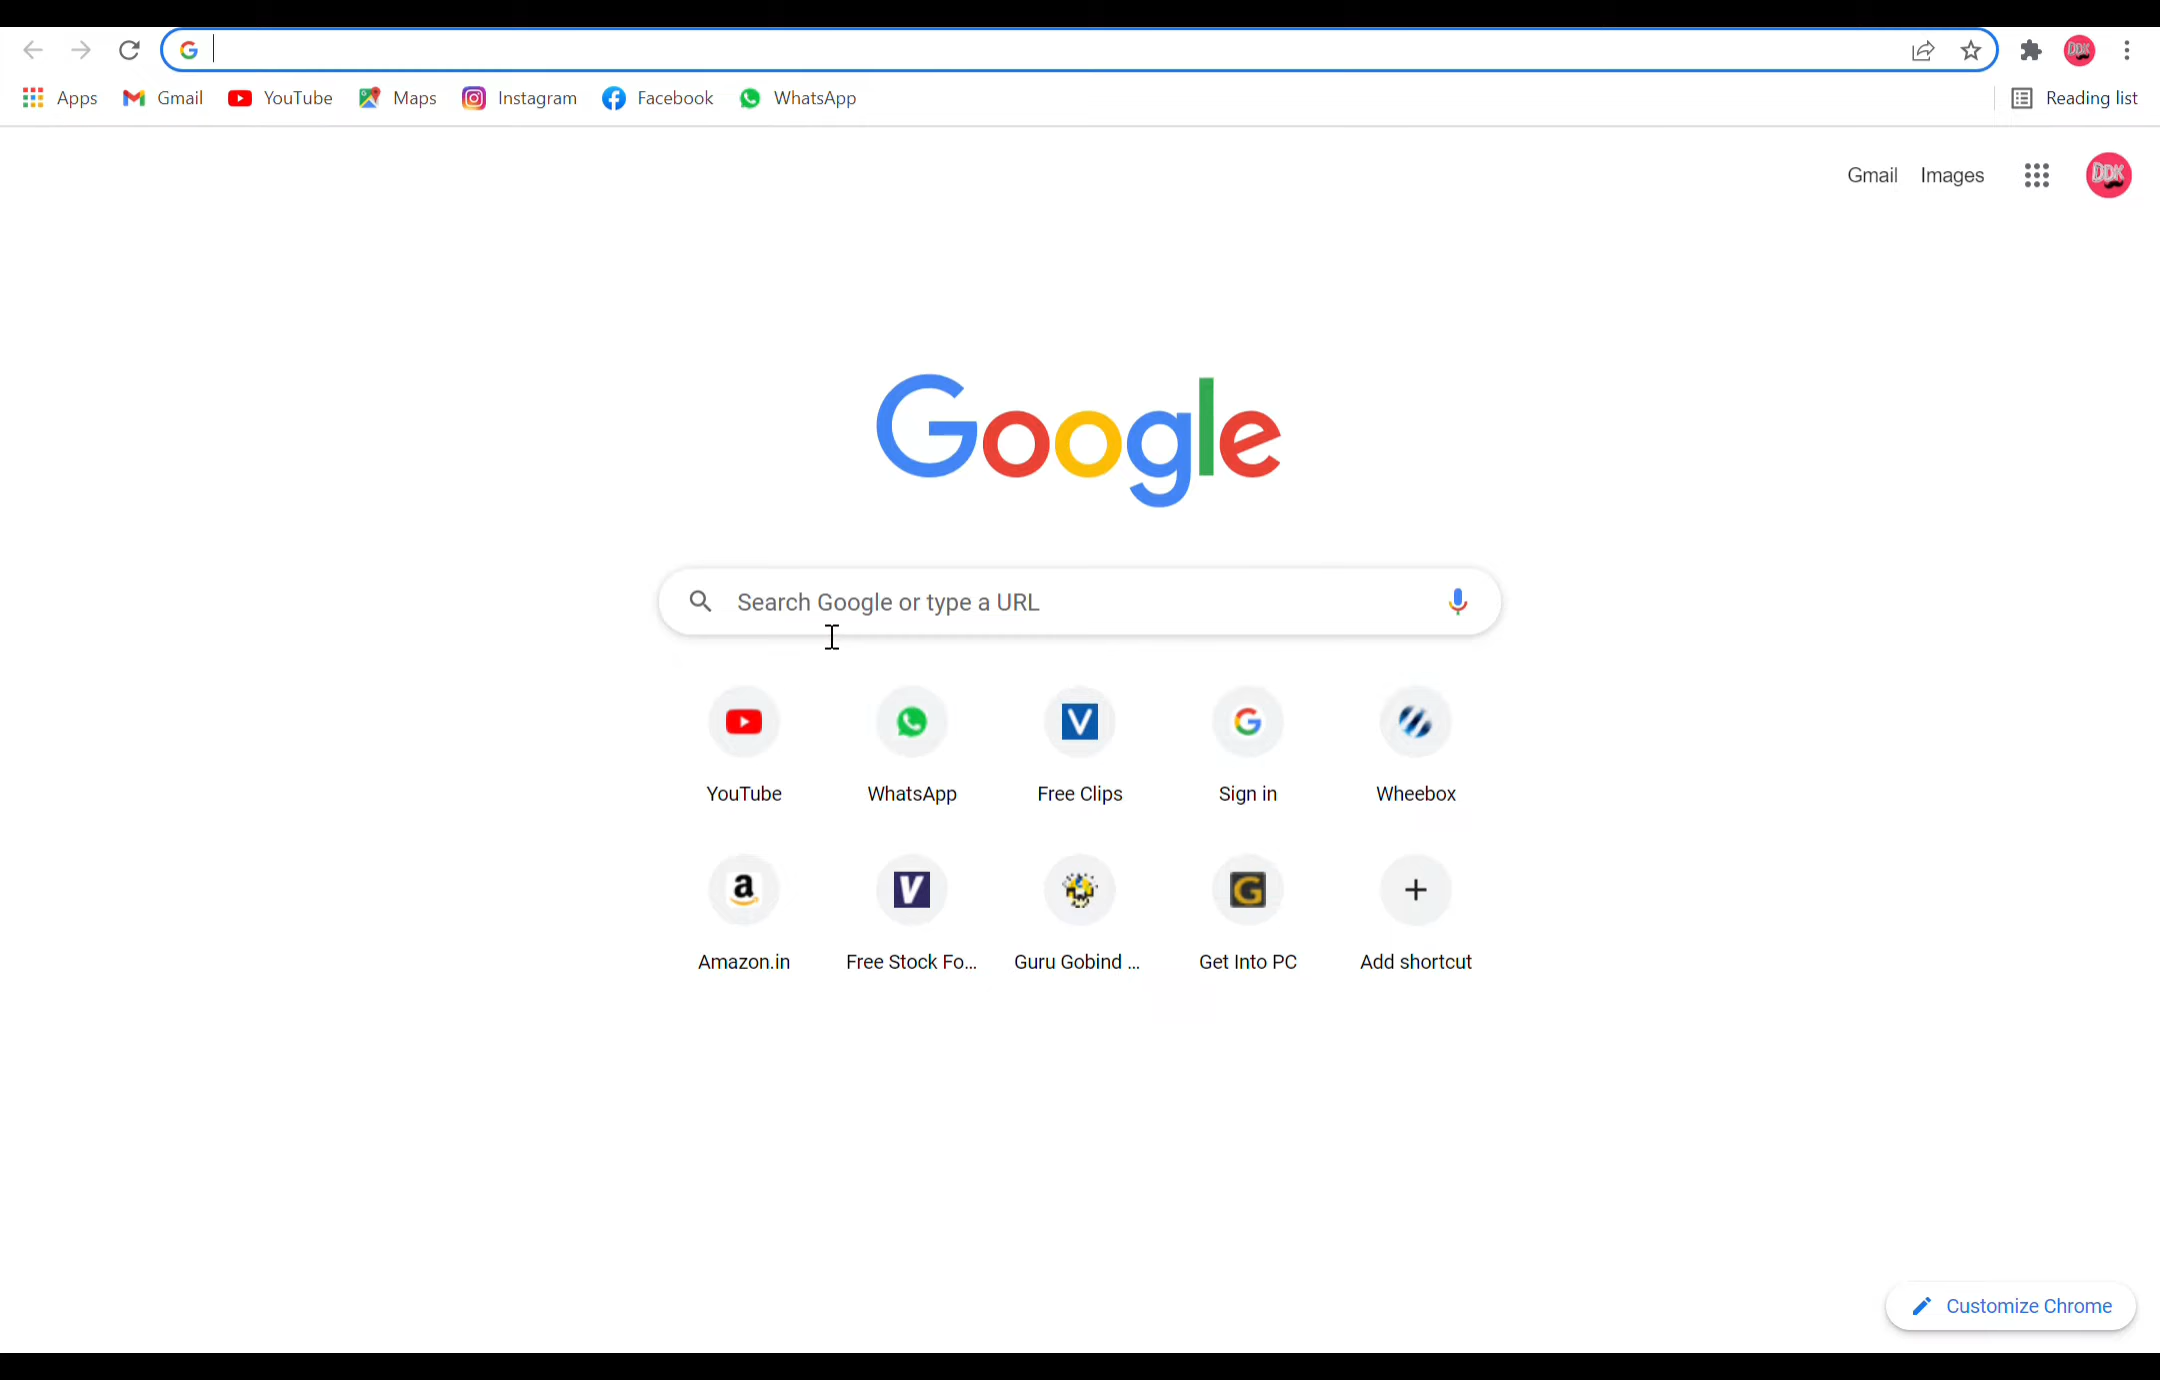 Apps Gmail YouTube Maps Instagram Facebook WhatsApp Reading list
Gmail Images DDK
Google
Search Google or type a URL
YouTube WhatsApp Free Clips Sign in Wheebox
Amazon.in Free Stock Fo... Guru Gobind ... Get Into PC Add shortcut
Customize Chrome